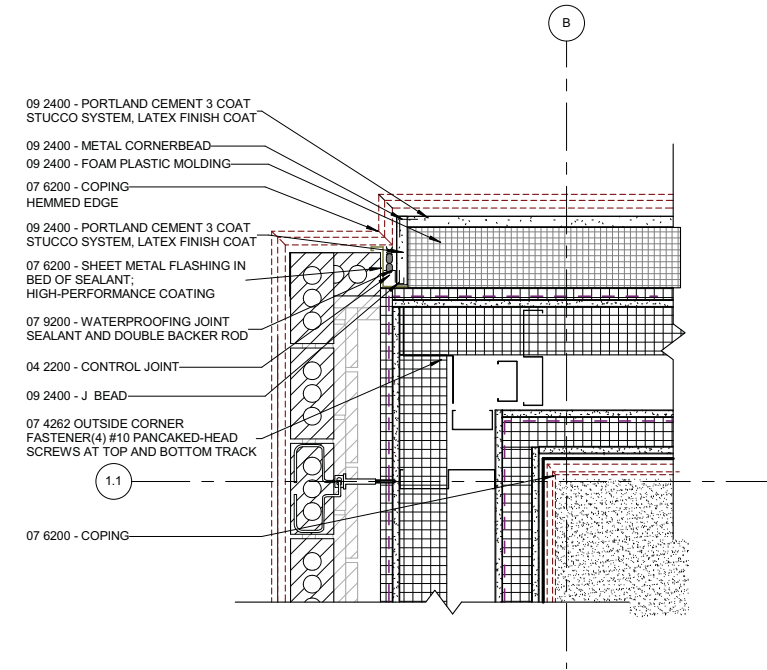 B
09 2400 - PORTLAND CEMENT 3 COAT
STUCCO SYSTEM, LATEX FINISH COAT
09 2400 - METAL CORNERBEAD
09 2400 - FOAM PLASTIC MOLDING
07 6200 - COPING
HEMMED EDGE
09 2400 - PORTLAND CEMENT 3 COAT
STUCCO SYSTEM, LATEX FINISH COAT
07 6200 - SHEET METAL FLASHING IN
BED OF SEALANT;
HIGH-PERFORMANCE COATING
07 9200 - WATERPROOFING JOINT
SEALANT AND DOUBLE BACKER ROD
04 2200 - CONTROL JOINT
09 2400 - J BEAD
07 4262 OUTSIDE CORNER
FASTENER(4) #10 PANCAKED-HEAD
SCREWS AT TOP AND BOTTOM TRACK
1.1
07 6200 - COPING